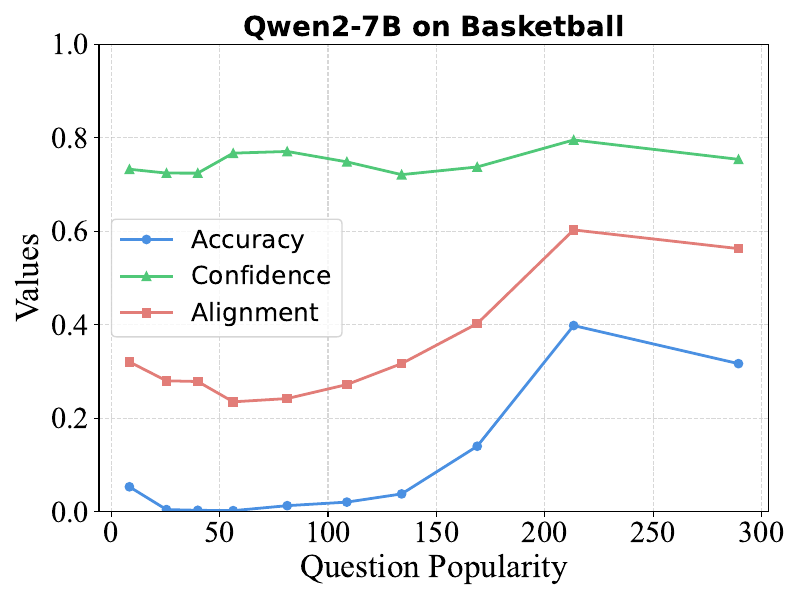 Qwen2-7B on Basketball
1.0
0.8
0.6
0.4
0.2
0.0
Values
Accuracy
Confidence
Alignment
0 50 100 150 200 250 300
Question Popularity